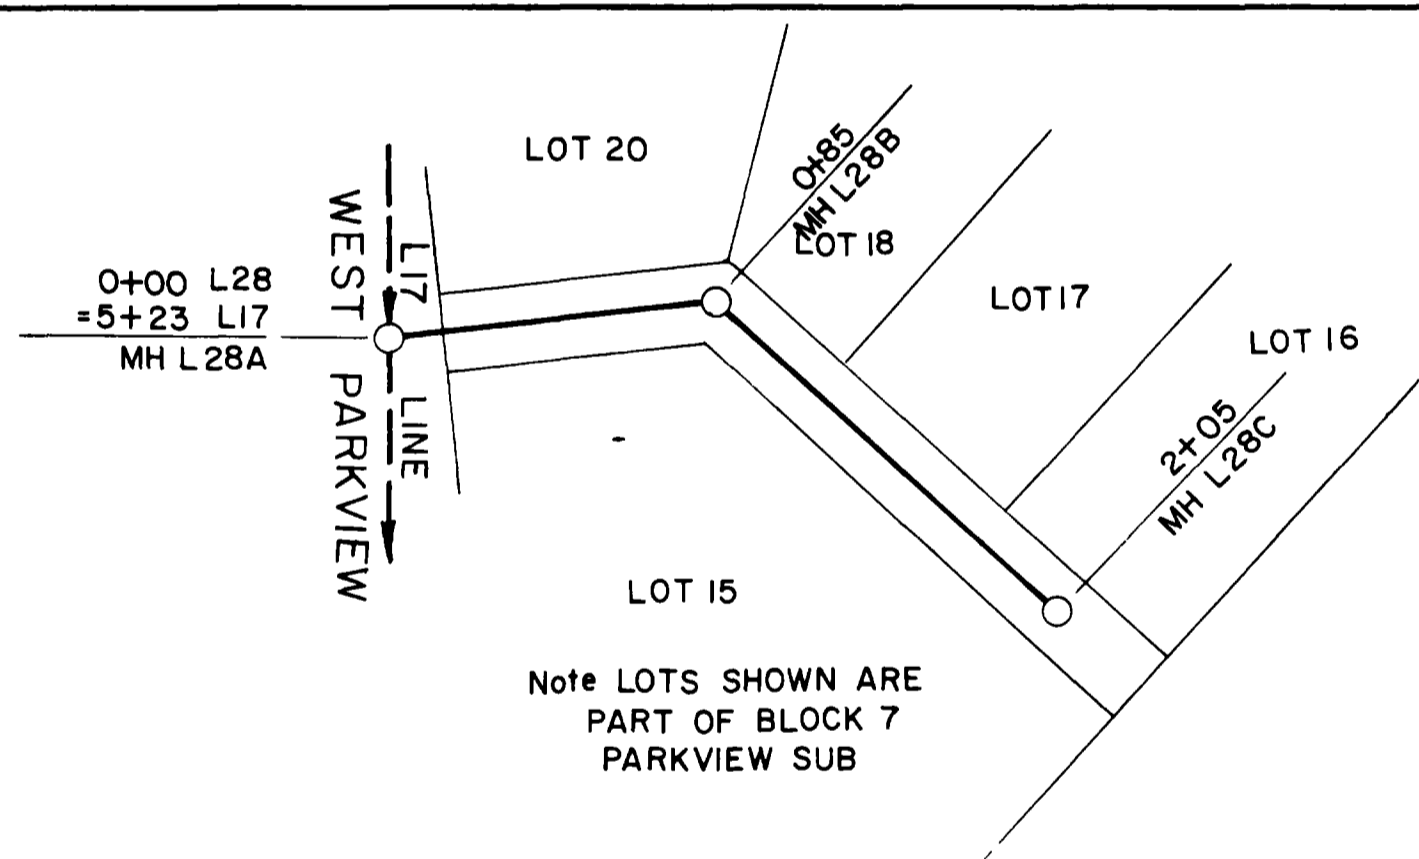 LOT 20
0+85
MH L28B
LOT 18
WEST PARKVIEW
L17 LINE
0+00 L28
=5+23 L17
MH L28A
LOT 17
LOT 16
2+05
MH L28C
LOT 15
Note LOTS SHOWN ARE
PART OF BLOCK 7
PARKVIEW SUB